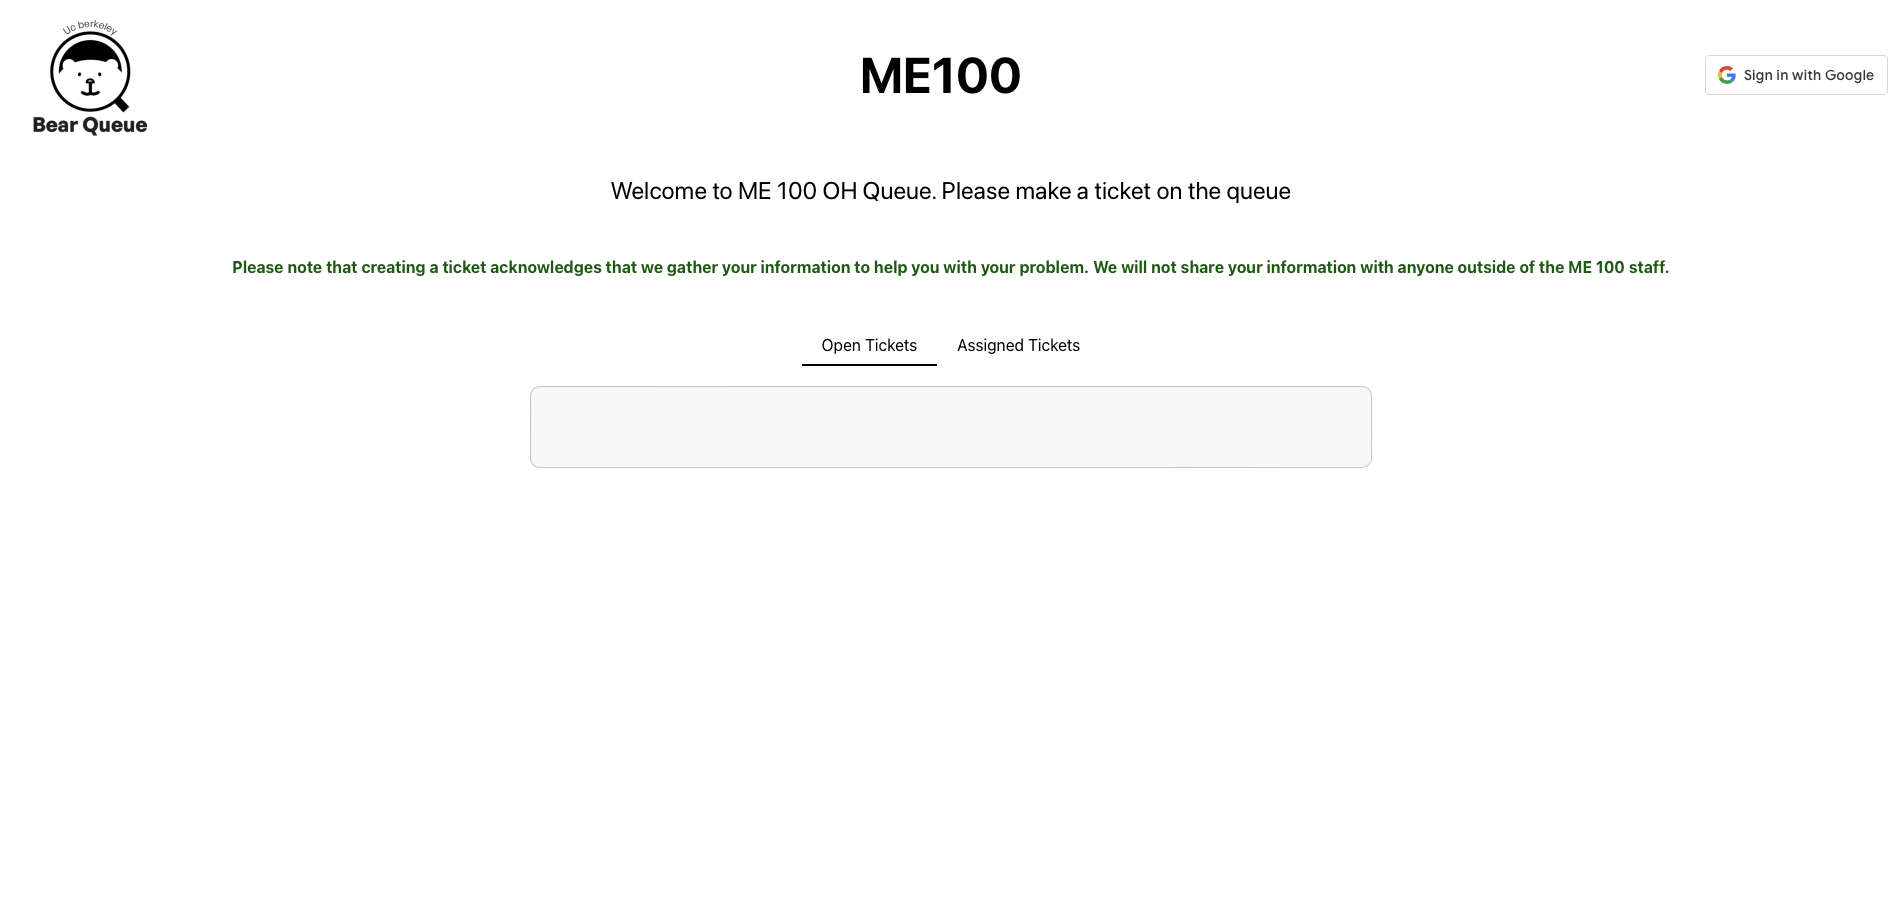 Uc berkeley
Bear Queue
ME100
Sign in with Google
Welcome to ME 100 OH Queue. Please make a ticket on the queue
Please note that creating a ticket acknowledges that we gather your information to help you with your problem. We will not share your information with anyone outside of the ME 100 staff.
Open Tickets
Assigned Tickets